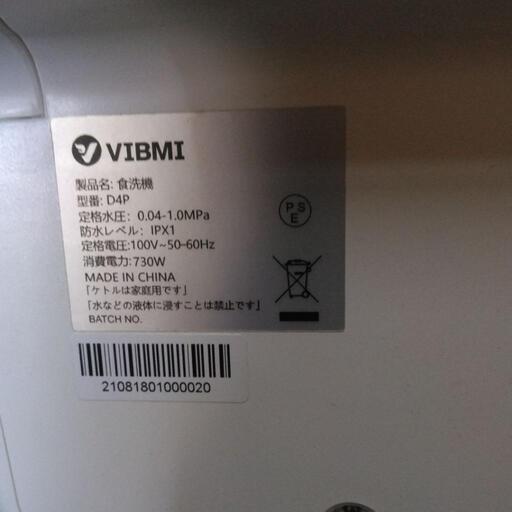 VIBMI
製品名: 食洗機
型番: D4P
定格水圧: 0.04-1.0MPa
防水レベル: IPX1
定格電圧:100V~50-60Hz
消費電力:730W
MADE IN CHINA
「ケトルは家庭用です」
「水などの液体に浸すことは禁止です」
BATCH NO.
P S
E
21081801000020